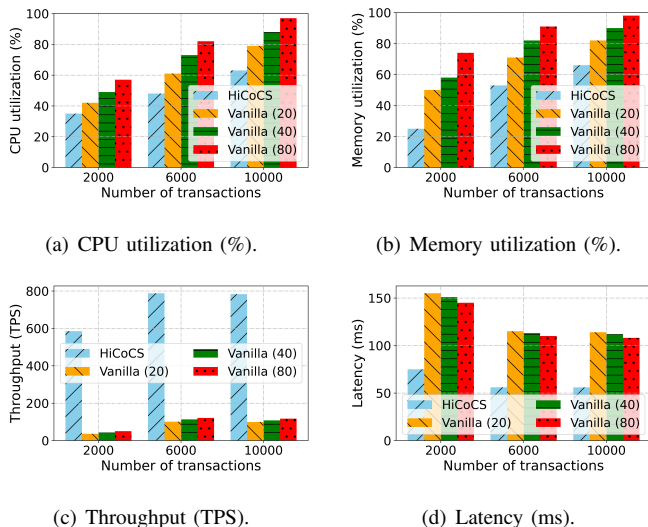 100
80
60
40
20
0
CPU utilization (%)
HiCoCS
Vanilla (20)
Vanilla (40)
Vanilla (80)
2000 6000 10000
Number of transactions
(a) CPU utilization (%).
100
80
60
40
20
0
Memory utilization (%)
HiCoCS
Vanilla (20)
Vanilla (40)
Vanilla (80)
2000 6000 10000
Number of transactions
(b) Memory utilization (%).
800
600
400
200
0
Throughput (TPS)
HiCoCS Vanilla (40)
Vanilla (20) Vanilla (80)
2000 6000 10000
Number of transactions
(c) Throughput (TPS).
150
100
50
0
Latency (ms)
HiCoCS Vanilla (40)
Vanilla (20) Vanilla (80)
2000 6000 10000
Number of transactions
(d) Latency (ms).